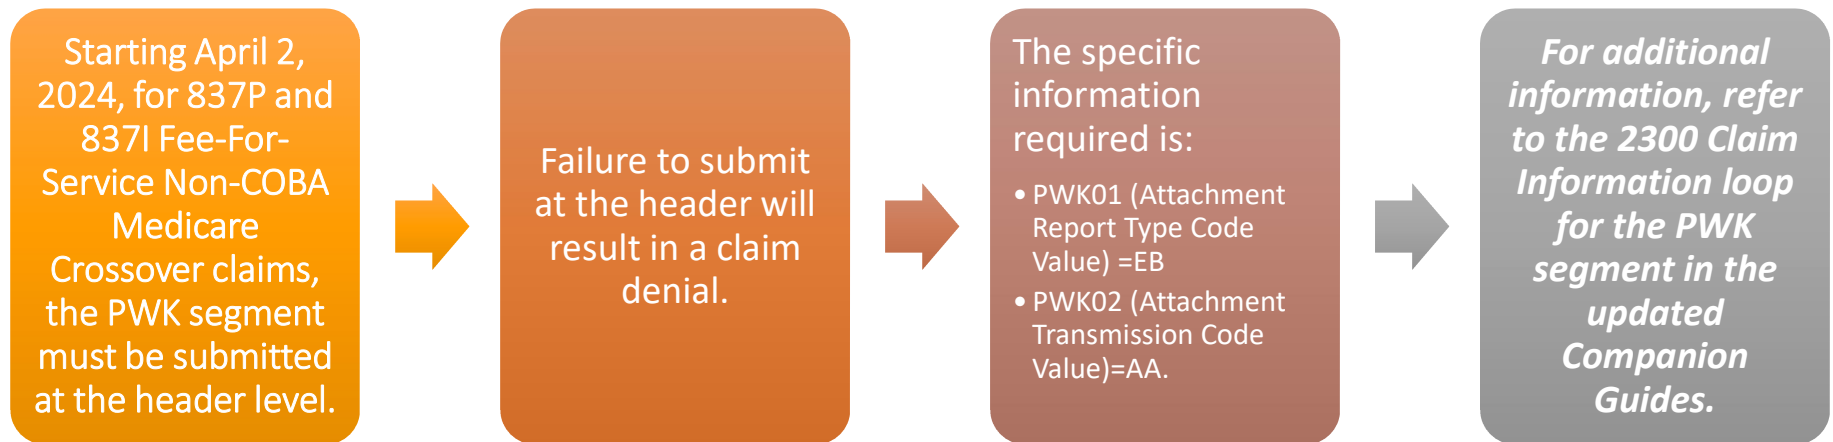 Starting April 2,
2024, for 837P and
837I Fee-For-
Service Non-COBA
Medicare
Crossover claims,
the PWK segment
must be submitted
at the header level.
Failure to submit
at the header will
result in a claim
denial.
The specific
information
required is:
• PWK01 (Attachment
Report Type Code
Value) =EB
• PWK02 (Attachment
Transmission Code
Value)=AA.
For additional
information, refer
to the 2300 Claim
Information loop
for the PWK
segment in the
updated
Companion
Guides.